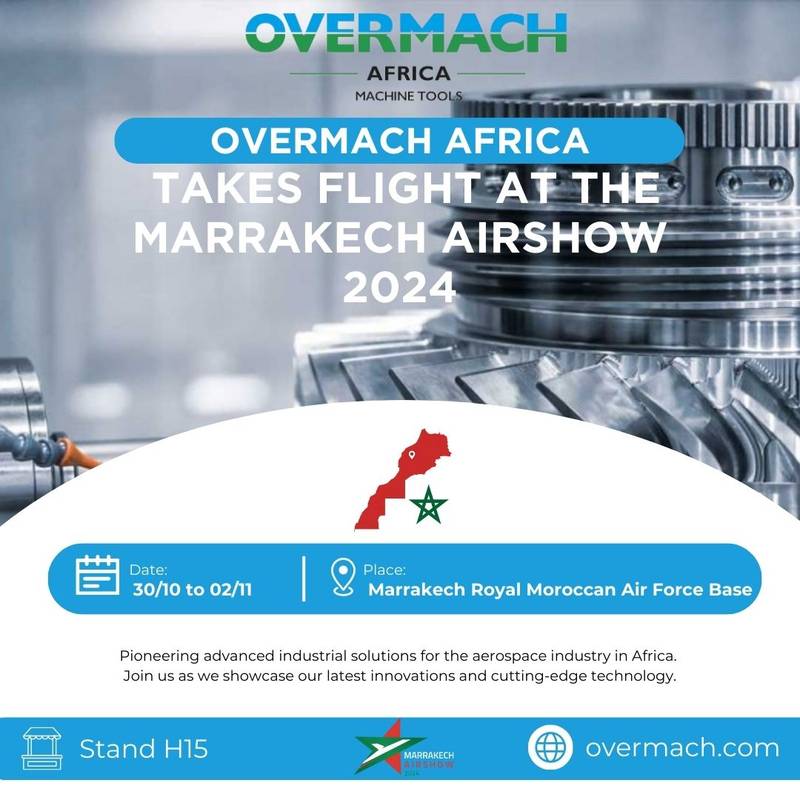 OVERMACH
AFRICA
MACHINE TOOLS
OVERMACH AFRICA
TAKES FLIGHT AT THE
MARRAKECH AIRSHOW
2024
Date:
30/10 to 02/11
Place:
Marrakech Royal Moroccan Air Force Base
Pioneering advanced industrial solutions for the aerospace industry in Africa.
Join us as we showcase our latest innovations and cutting-edge technology.
Stand H15
MARRAKECH
AIRSHOW
2024
overmach.com